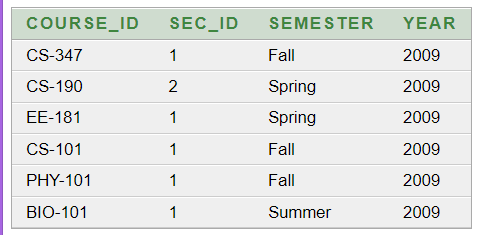 COURSE_ID SEC_ID SEMESTER YEAR
CS-347 1 Fall 2009
CS-190 2 Spring 2009
EE-181 1 Spring 2009
CS-101 1 Fall 2009
PHY-101 1 Fall 2009
BIO-101 1 Summer 2009